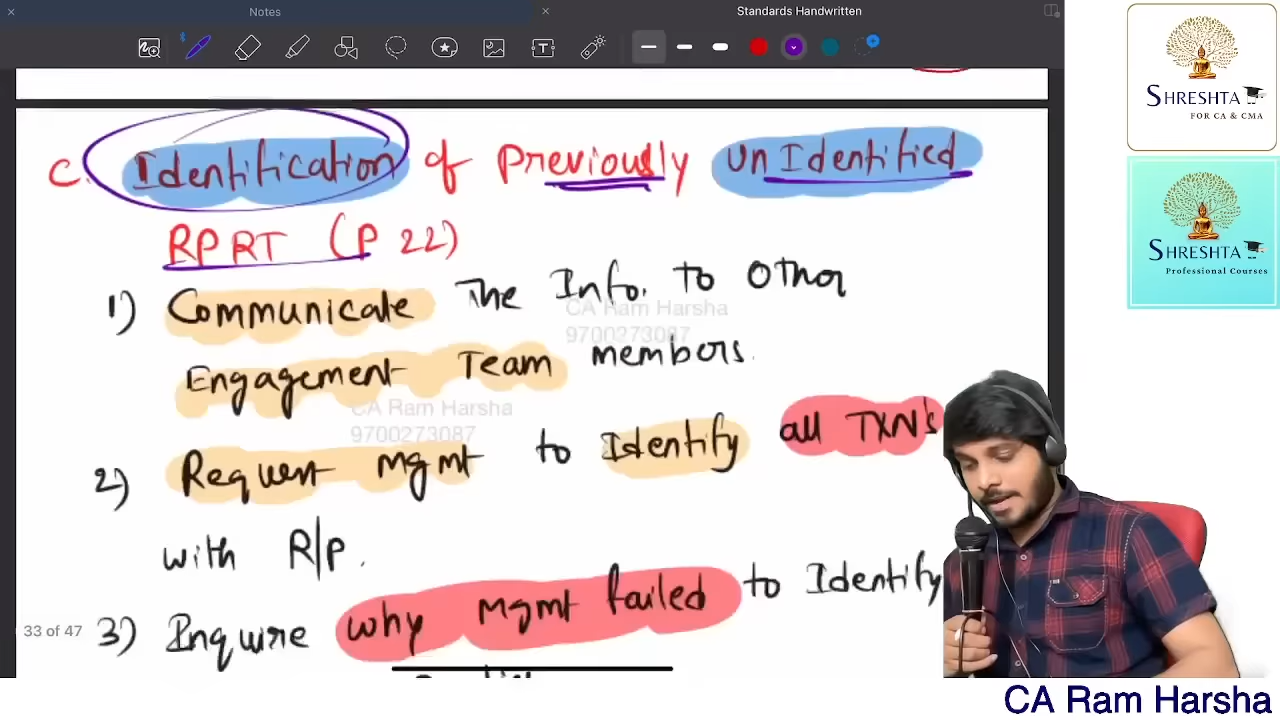 Notes
Standards Handwritten
SHRESHTA
FOR CA & CMA
SHRESHTA
Professional Courses
C. Identification of Previously UnIdentified
RPRT (P 22)
1) Communicate The Info. To Other
Engagement Team members.
CA Ram Harsha
9700273087
CA Ram Harsha
9700273087
2) Request Mgmt to Identify all TXN's
with R/P.
3) Inquire why Mgmt failed to Identify
33 of 47
CA Ram Harsha